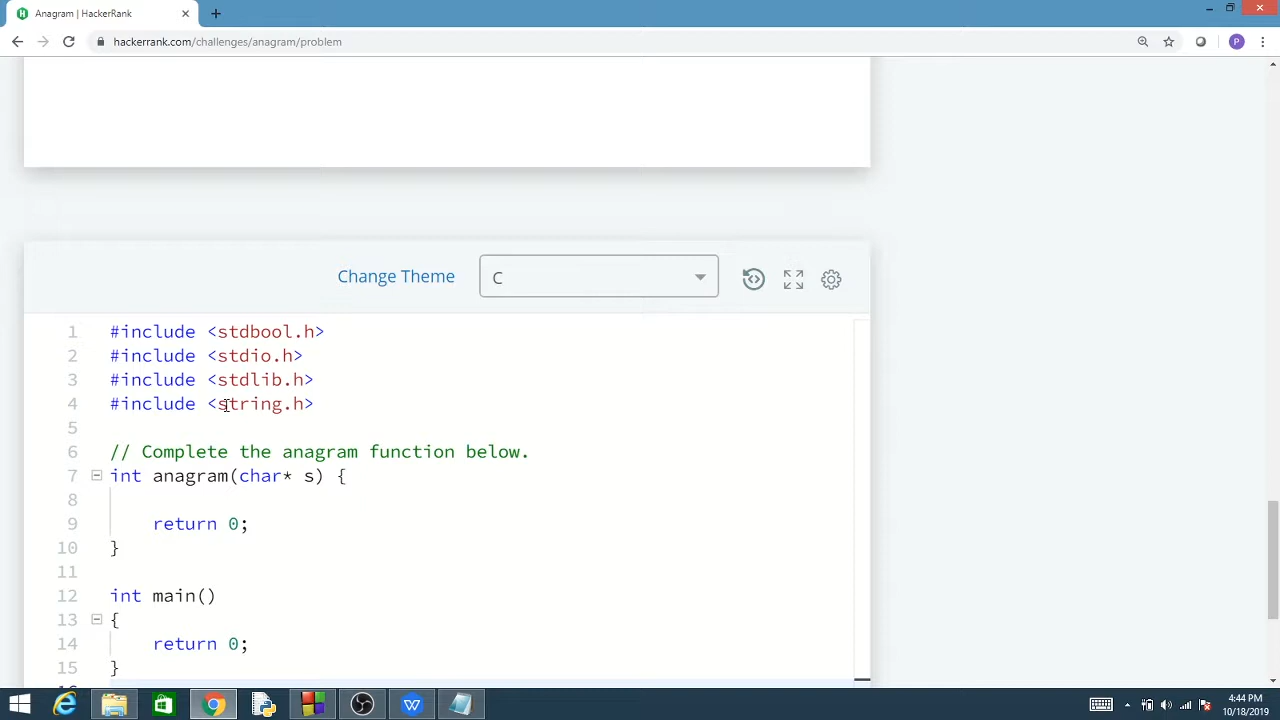 Anagram | HackerRank
hackerrank.com/challenges/anagram/problem
P
Change Theme
C
1 #include <stdbool.h>
2 #include <stdio.h>
3 #include <stdlib.h>
4 #include <string.h>
5
6 // Complete the anagram function below.
7 int anagram(char* s) {
8
9 return 0;
10 }
11
12 int main()
13 {
14 return 0;
15 }
4:44 PM
10/18/2019